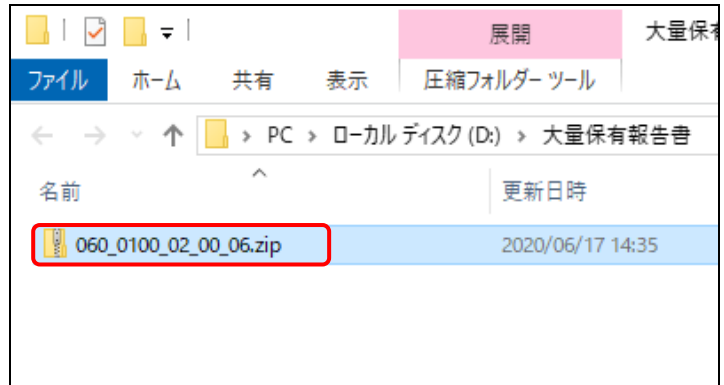 展開 大量保有
ファイル ホーム 共有 表示 圧縮フォルダー ツール
PC › ローカル ディスク (D:) › 大量保有報告書
名前 更新日時
060_0100_02_00_06.zip 2020/06/17 14:35